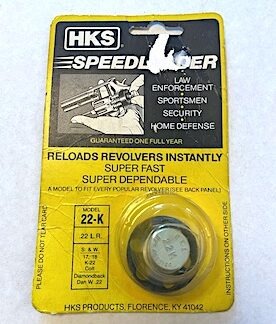 HKS
SPEEDLOADER
LAW
ENFORCEMENT
SPORTSMEN
SECURITY
HOME DEFENSE
GUARANTEED ONE FULL YEAR
RELOADS REVOLVERS INSTANTLY
SUPER FAST
SUPER DEPENDABLE
A MODEL TO FIT EVERY POPULAR REVOLVER (SEE BACK PANEL)
PLEASE DO NOT TEAR CARD
MODEL
22-K
.22 L.R.
S. & W.
17, 18
K-22
Colt
Diamondback
Dan W .22
22-K
INSTRUCTIONS ON OTHER SIDE
HKS PRODUCTS, FLORENCE, KY 41042